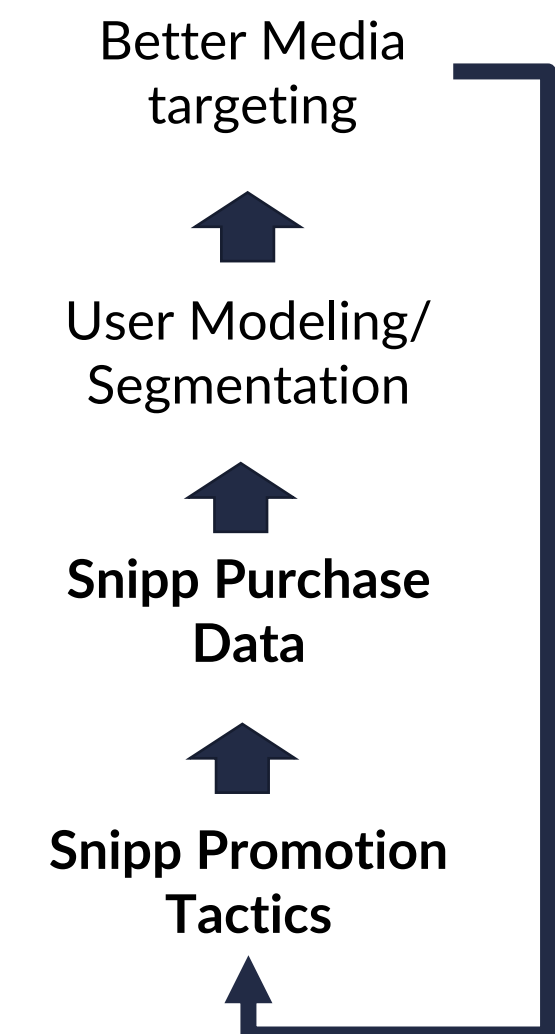 Better Media
targeting
User Modeling/
Segmentation
Snipp Purchase
Data
Snipp Promotion
Tactics